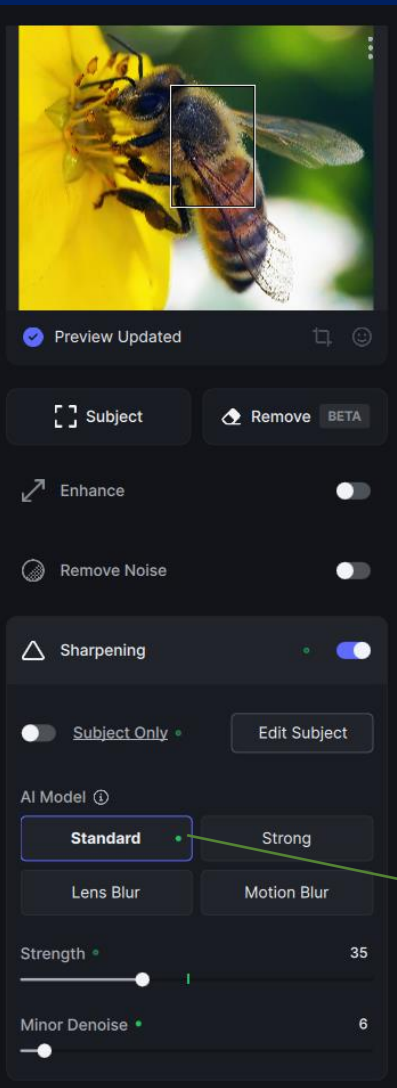 Preview Updated
Subject
Remove BETA
Enhance
Remove Noise
Sharpening
Subject Only
Edit Subject
AI Model
Standard
Strong
Lens Blur
Motion Blur
Strength 35
Minor Denoise 6